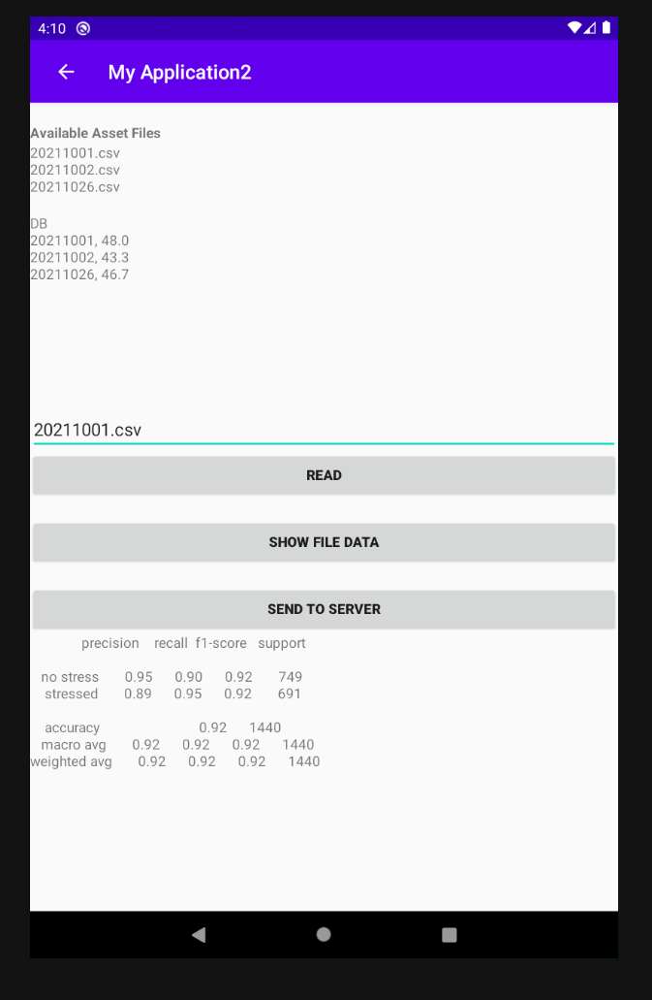 4:10
My Application2
Available Asset Files
20211001.csv
20211002.csv
20211026.csv
DB
20211001, 48.0
20211002, 43.3
20211026, 46.7
20211001.csv
READ
SHOW FILE DATA
SEND TO SERVER
precision recall f1-score support
no stress 0.95 0.90 0.92 749
stressed 0.89 0.95 0.92 691
accuracy 0.92 1440
macro avg 0.92 0.92 0.92 1440
weighted avg 0.92 0.92 0.92 1440